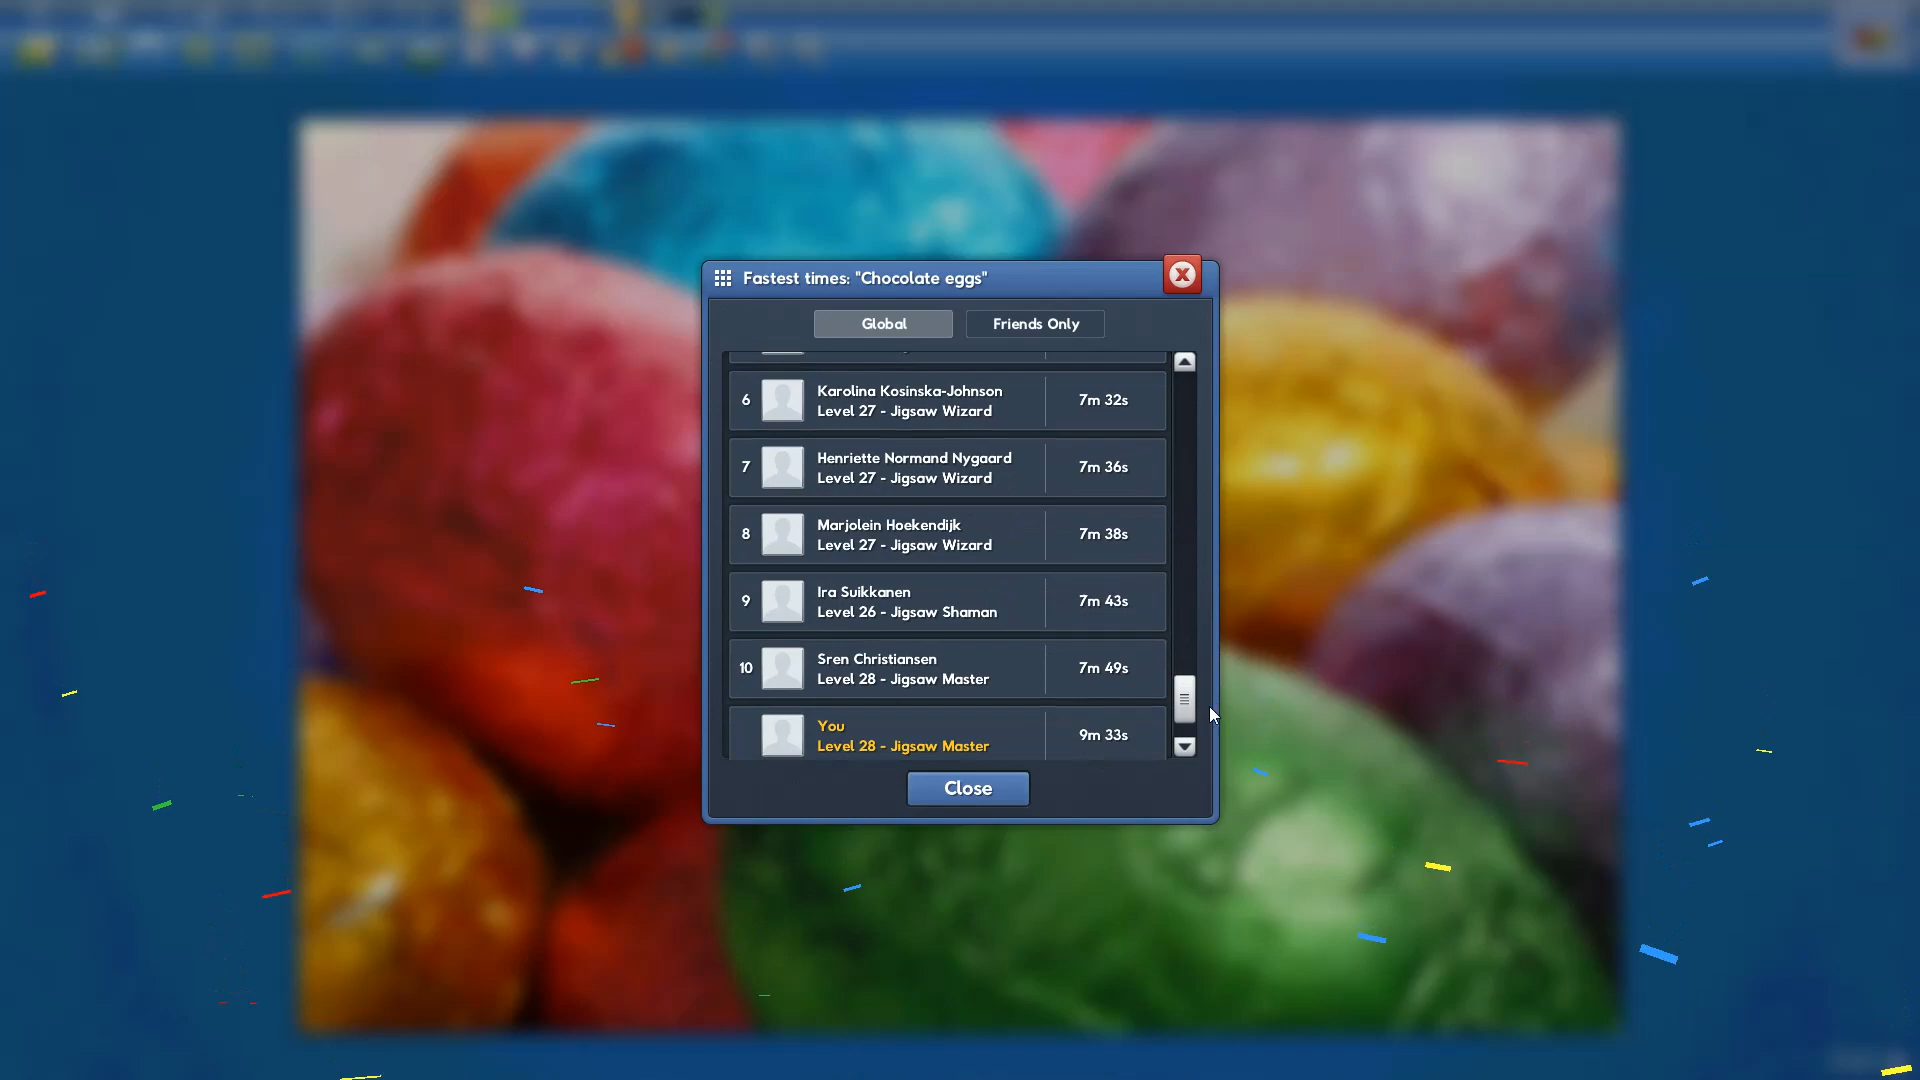 Fastest times: "Chocolate eggs"
Global
Friends Only
6
Karolina Kosinska-Johnson
Level 27 - Jigsaw Wizard
7m 32s
7
Henriette Normand Nygaard
Level 27 - Jigsaw Wizard
7m 36s
8
Marjolein Hoekendijk
Level 27 - Jigsaw Wizard
7m 38s
9
Ira Suikkanen
Level 26 - Jigsaw Shaman
7m 43s
10
Sren Christiansen
Level 28 - Jigsaw Master
7m 49s
You
Level 28 - Jigsaw Master
9m 33s
Close